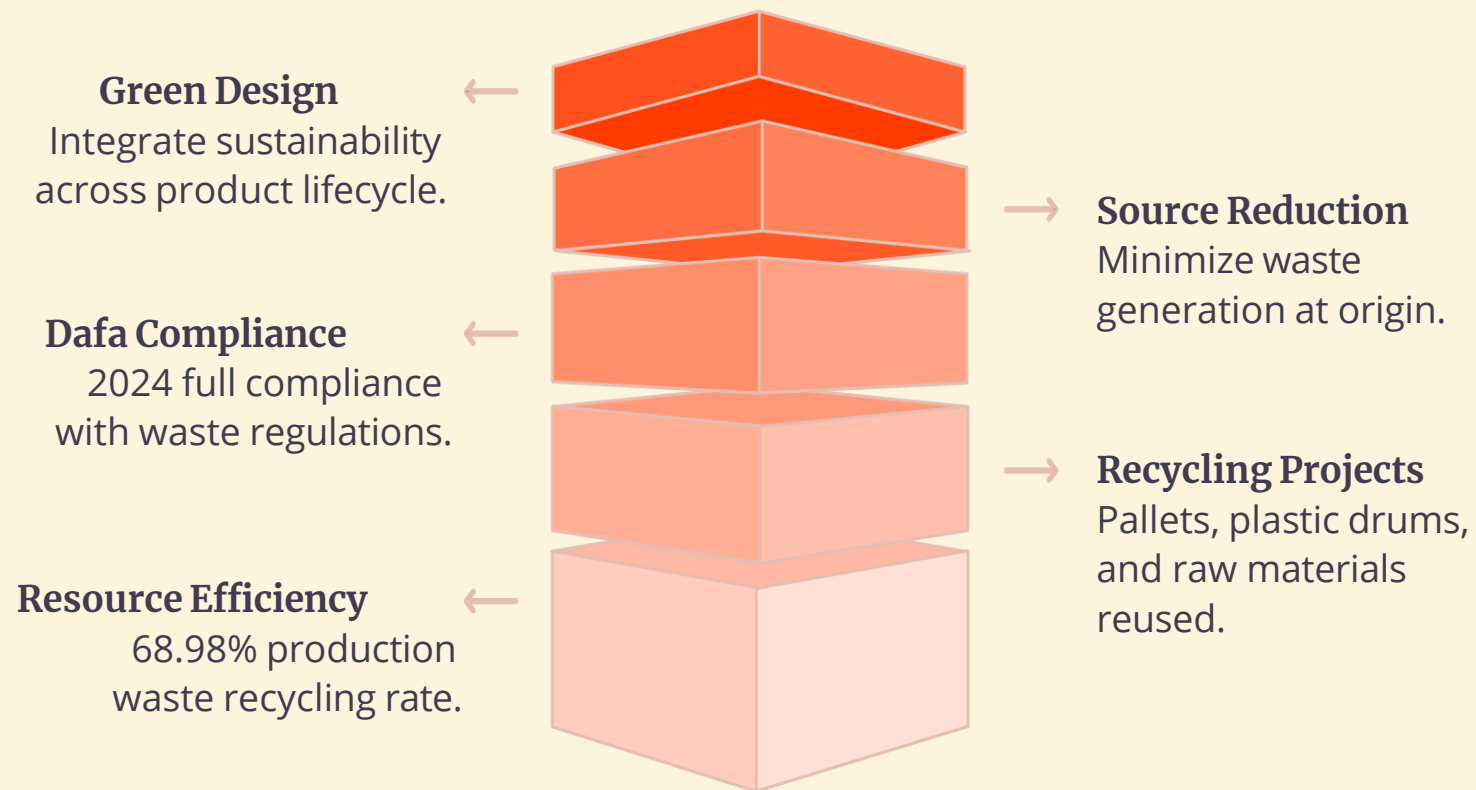 Green Design
Integrate sustainability
across product lifecycle.
Source Reduction
Minimize waste
generation at origin.
Dafa Compliance
2024 full compliance
with waste regulations.
Recycling Projects
Pallets, plastic drums,
and raw materials
reused.
Resource Efficiency
68.98% production
waste recycling rate.